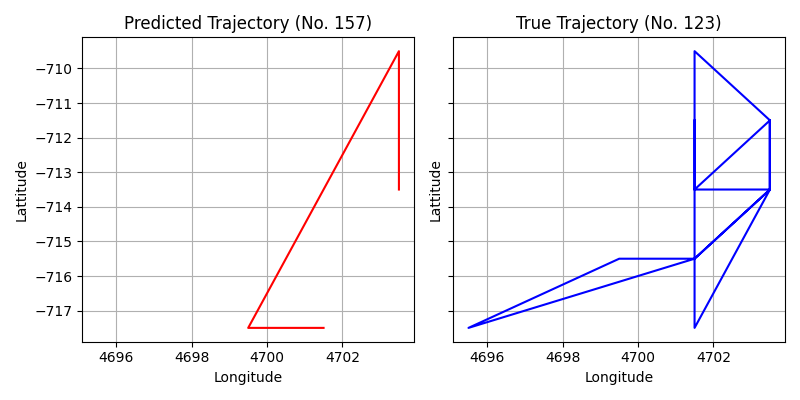 Predicted Trajectory (No. 157)
True Trajectory (No. 123)
Lattitude
−710
−711
−712
−713
−714
−715
−716
−717
4696
4698
4700
4702
Longitude
Lattitude
4696
4698
4700
4702
Longitude